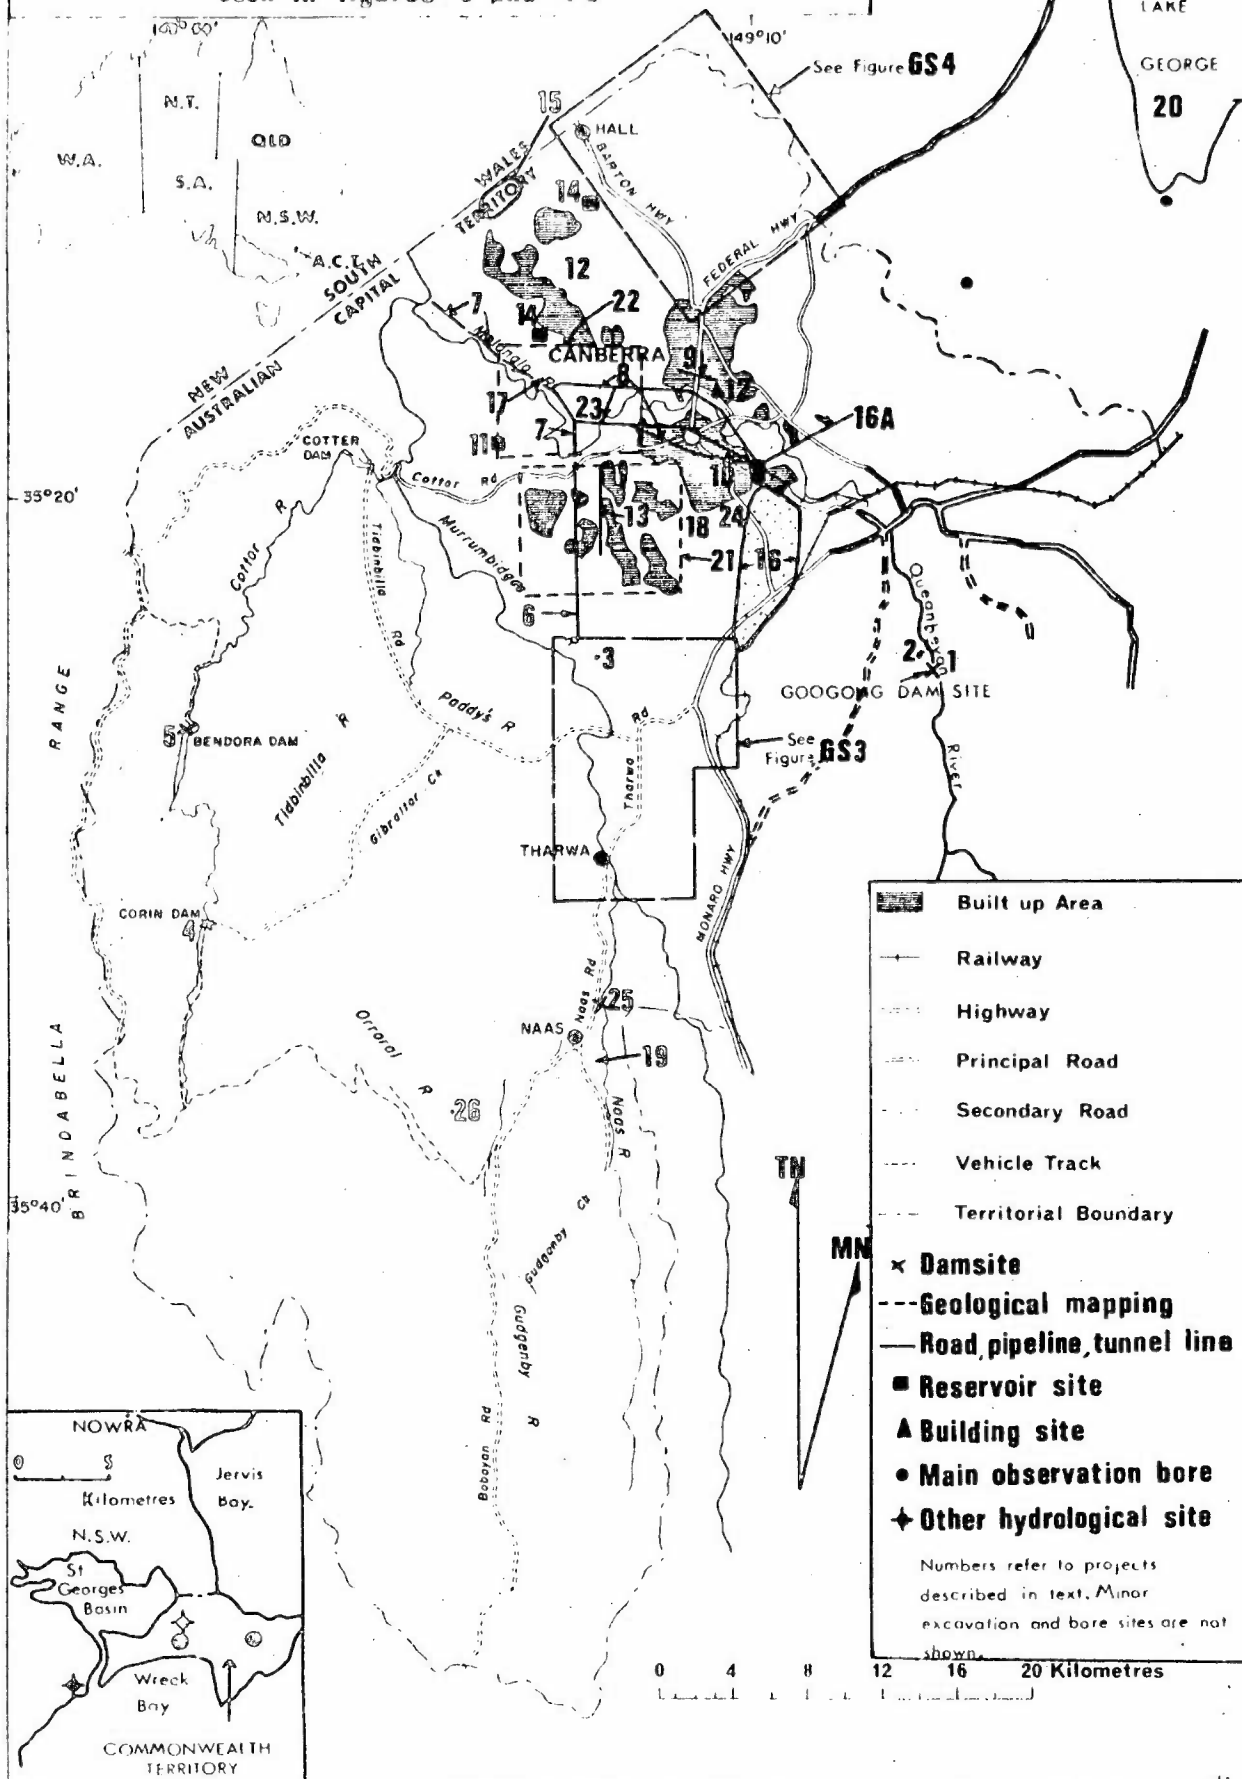 149°10'
LAKE
GEORGE
20
See Figure GS4
N.T.
QLD
W.A.
S.A.
N.S.W.
A.C.T.
15
HALL
BARTON HWY
FEDERAL HWY
NEW SOUTH WALES
AUSTRALIAN CAPITAL TERRITORY
14
12
7
14
22
Molonglo R
CANBERRA
9
8
17
12
23
7
11
16A
10
COTTER
DAM
Cotter Rd
35°20'
Cotter R
Tidbinbilla Rd
Murrumbidgee
13
18
24
21
16
6
Queanbeyan
2
1
3
GOOGONG DAM SITE
River
Paddy's R
Tharwa Rd
See
Figure GS3
RANGE
5
BENDORA DAM
Tidbinbilla R
Gibraltar Ck
THARWA
MONARO HWY
CORIN DAM
4
Naas Rd
25
NAAS
19
Orroral R
26
Naas R
BRINDABELLA
35°40'
TN
MN
Gudgenby Ck
Gudgenby R
Boboyan Rd
Built up Area
Railway
Highway
Principal Road
Secondary Road
Vehicle Track
Territorial Boundary
Damsite
Geological mapping
Road, pipeline, tunnel line
Reservoir site
Building site
Main observation bore
Other hydrological site
Numbers refer to projects
described in text. Minor
excavation and bore sites are not
shown.
0 4 8 12 16 20 Kilometres
NOWRA
0 5
Kilometres
Jervis
Bay
N.S.W.
St
Georges
Basin
Wreck
Bay
COMMONWEALTH
TERRITORY